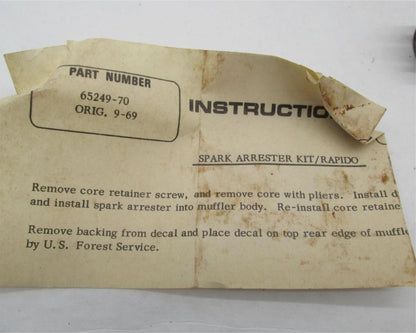 PART NUMBER
65249-70
ORIG. 9-69
INSTRUCTIO
SPARK ARRESTER KIT/RAPIDO
Remove core retainer screw, and remove core with pliers. Install d
and install spark arrester into muffler body. Re-install core retaine
Remove backing from decal and place decal on top rear edge of muffle
by U.S. Forest Service.